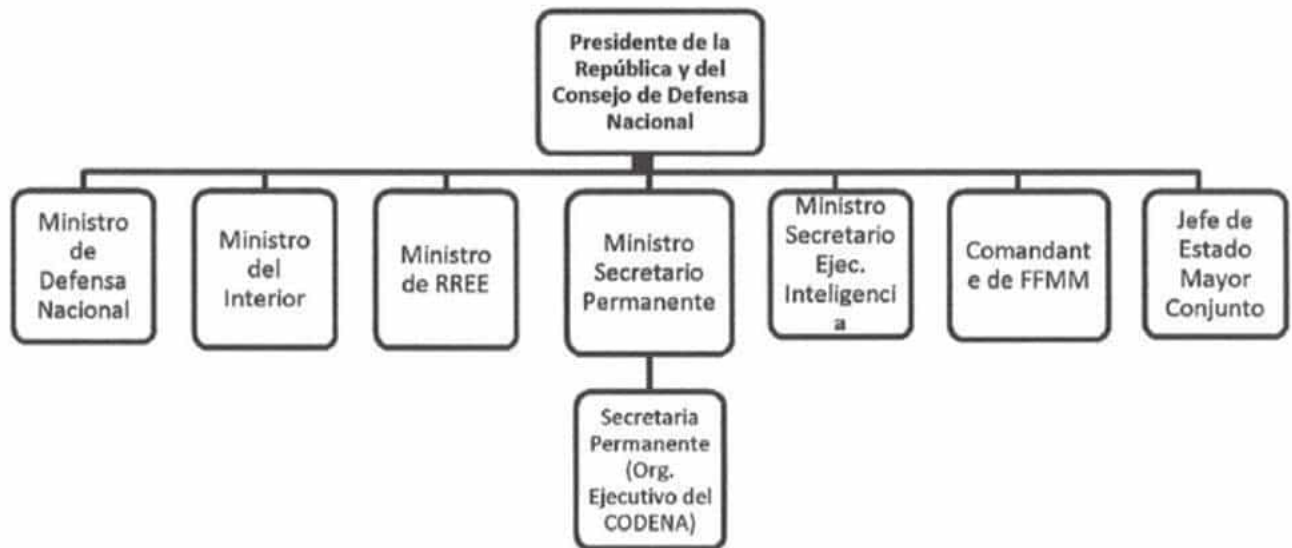 Presidente de la
República y del
Consejo de Defensa
Nacional
Ministro
de
Defensa
Nacional
Ministro
del
Interior
Ministro
de RREE
Ministro
Secretario
Permanente
Ministro
Secretario
Ejec.
Inteligenci
a
Comandant
e de FFMM
Jefe de
Estado
Mayor
Conjunto
Secretaria
Permanente
(Org.
Ejecutivo del
CODENA)